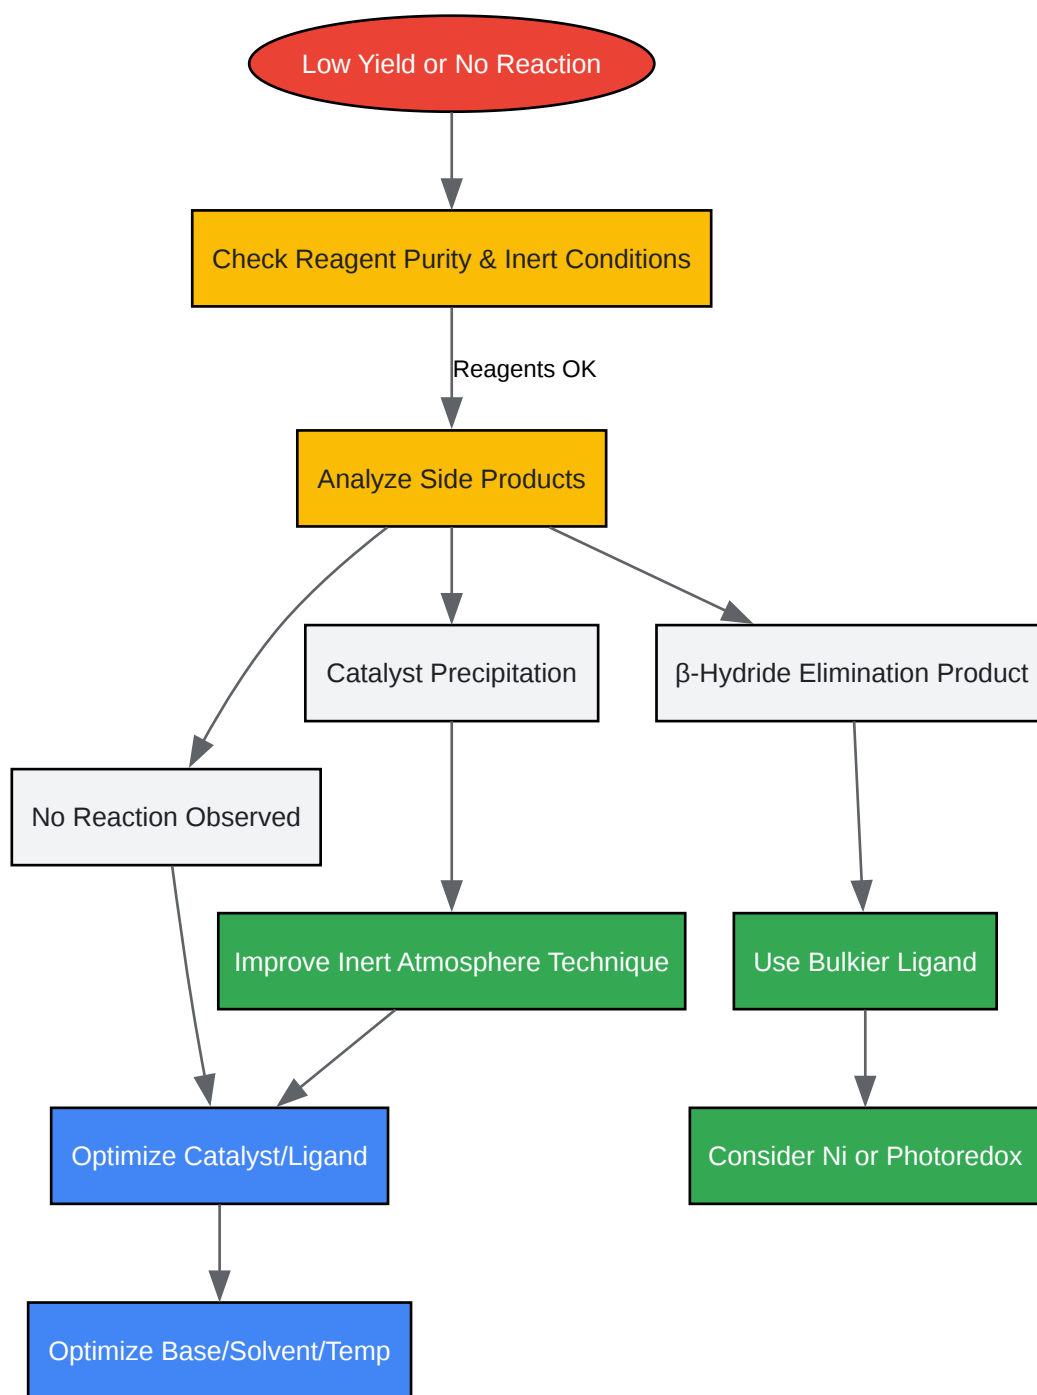 Low Yield or No Reaction
Check Reagent Purity & Inert Conditions
Reagents OK
Analyze Side Products
Catalyst Precipitation
β-Hydride Elimination Product
No Reaction Observed
Improve Inert Atmosphere Technique
Use Bulkier Ligand
Optimize Catalyst/Ligand
Consider Ni or Photoredox
Optimize Base/Solvent/Temp